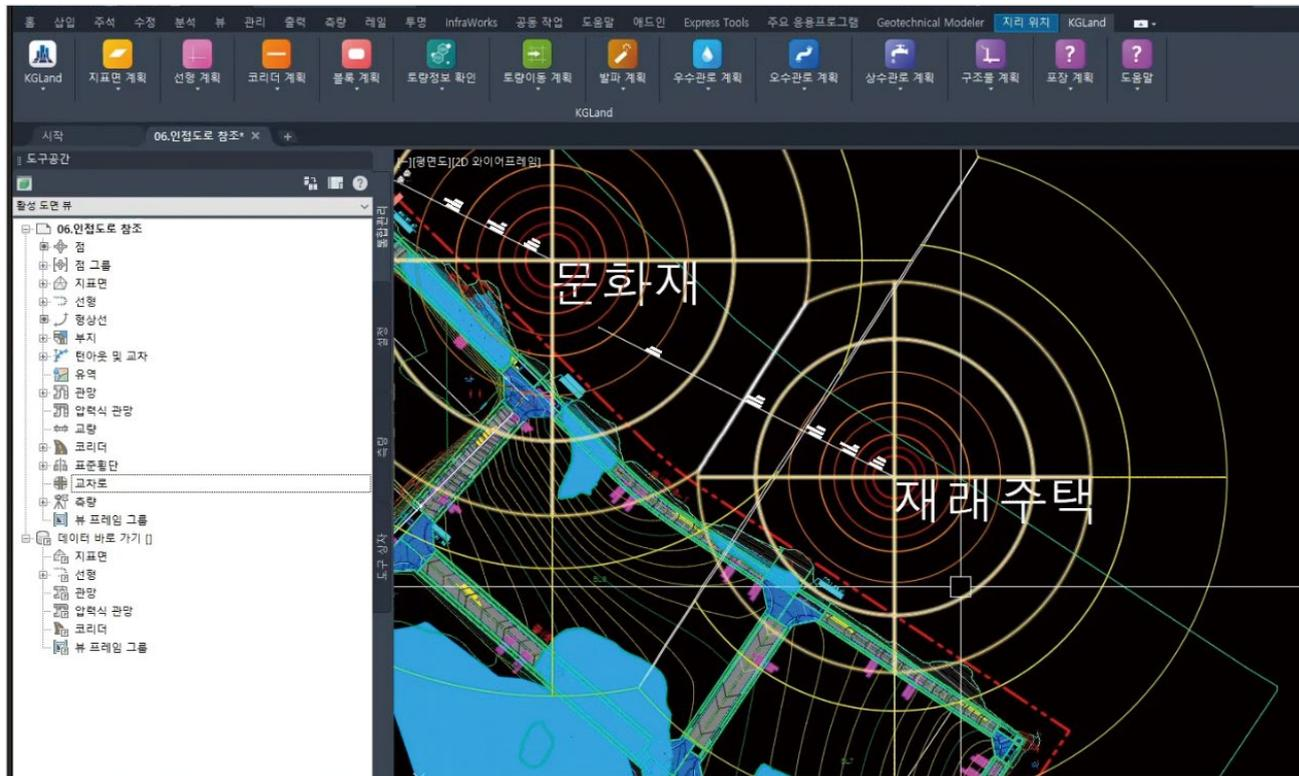 홈 삽입 주석 수정 분석 뷰 관리 출력 측량 레일 투명 InfraWorks 공동 작업 도움말 애드인 Express Tools 주요 응용프로그램 Geotechnical Modeler 지리 위치 KGLand
KGLand 지표면 계획 선형 계획 코리더 계획 블록 계획 토량정보 확인 토량이동 계획 발파 계획 우수관로 계획 오수관로 계획 상수관로 계획 구조물 계획 포장 계획 도움말
KGLand
시작 06.인접도로 참조*
도구공간
활성 도면 뷰
06.인접도로 참조
점
점 그룹
지표면
선형
형상선
부지
턴아웃 및 교차
유역
관망
압력식 관망
교량
코리더
표준횡단
교차로
측량
뷰 프레임 그룹
데이터 바로 가기 []
지표면
선형
관망
압력식 관망
코리더
뷰 프레임 그룹
통합관리
설정
측량
도구 상자
[-][평면도][2D 와이어프레임]
문화재
재래주택